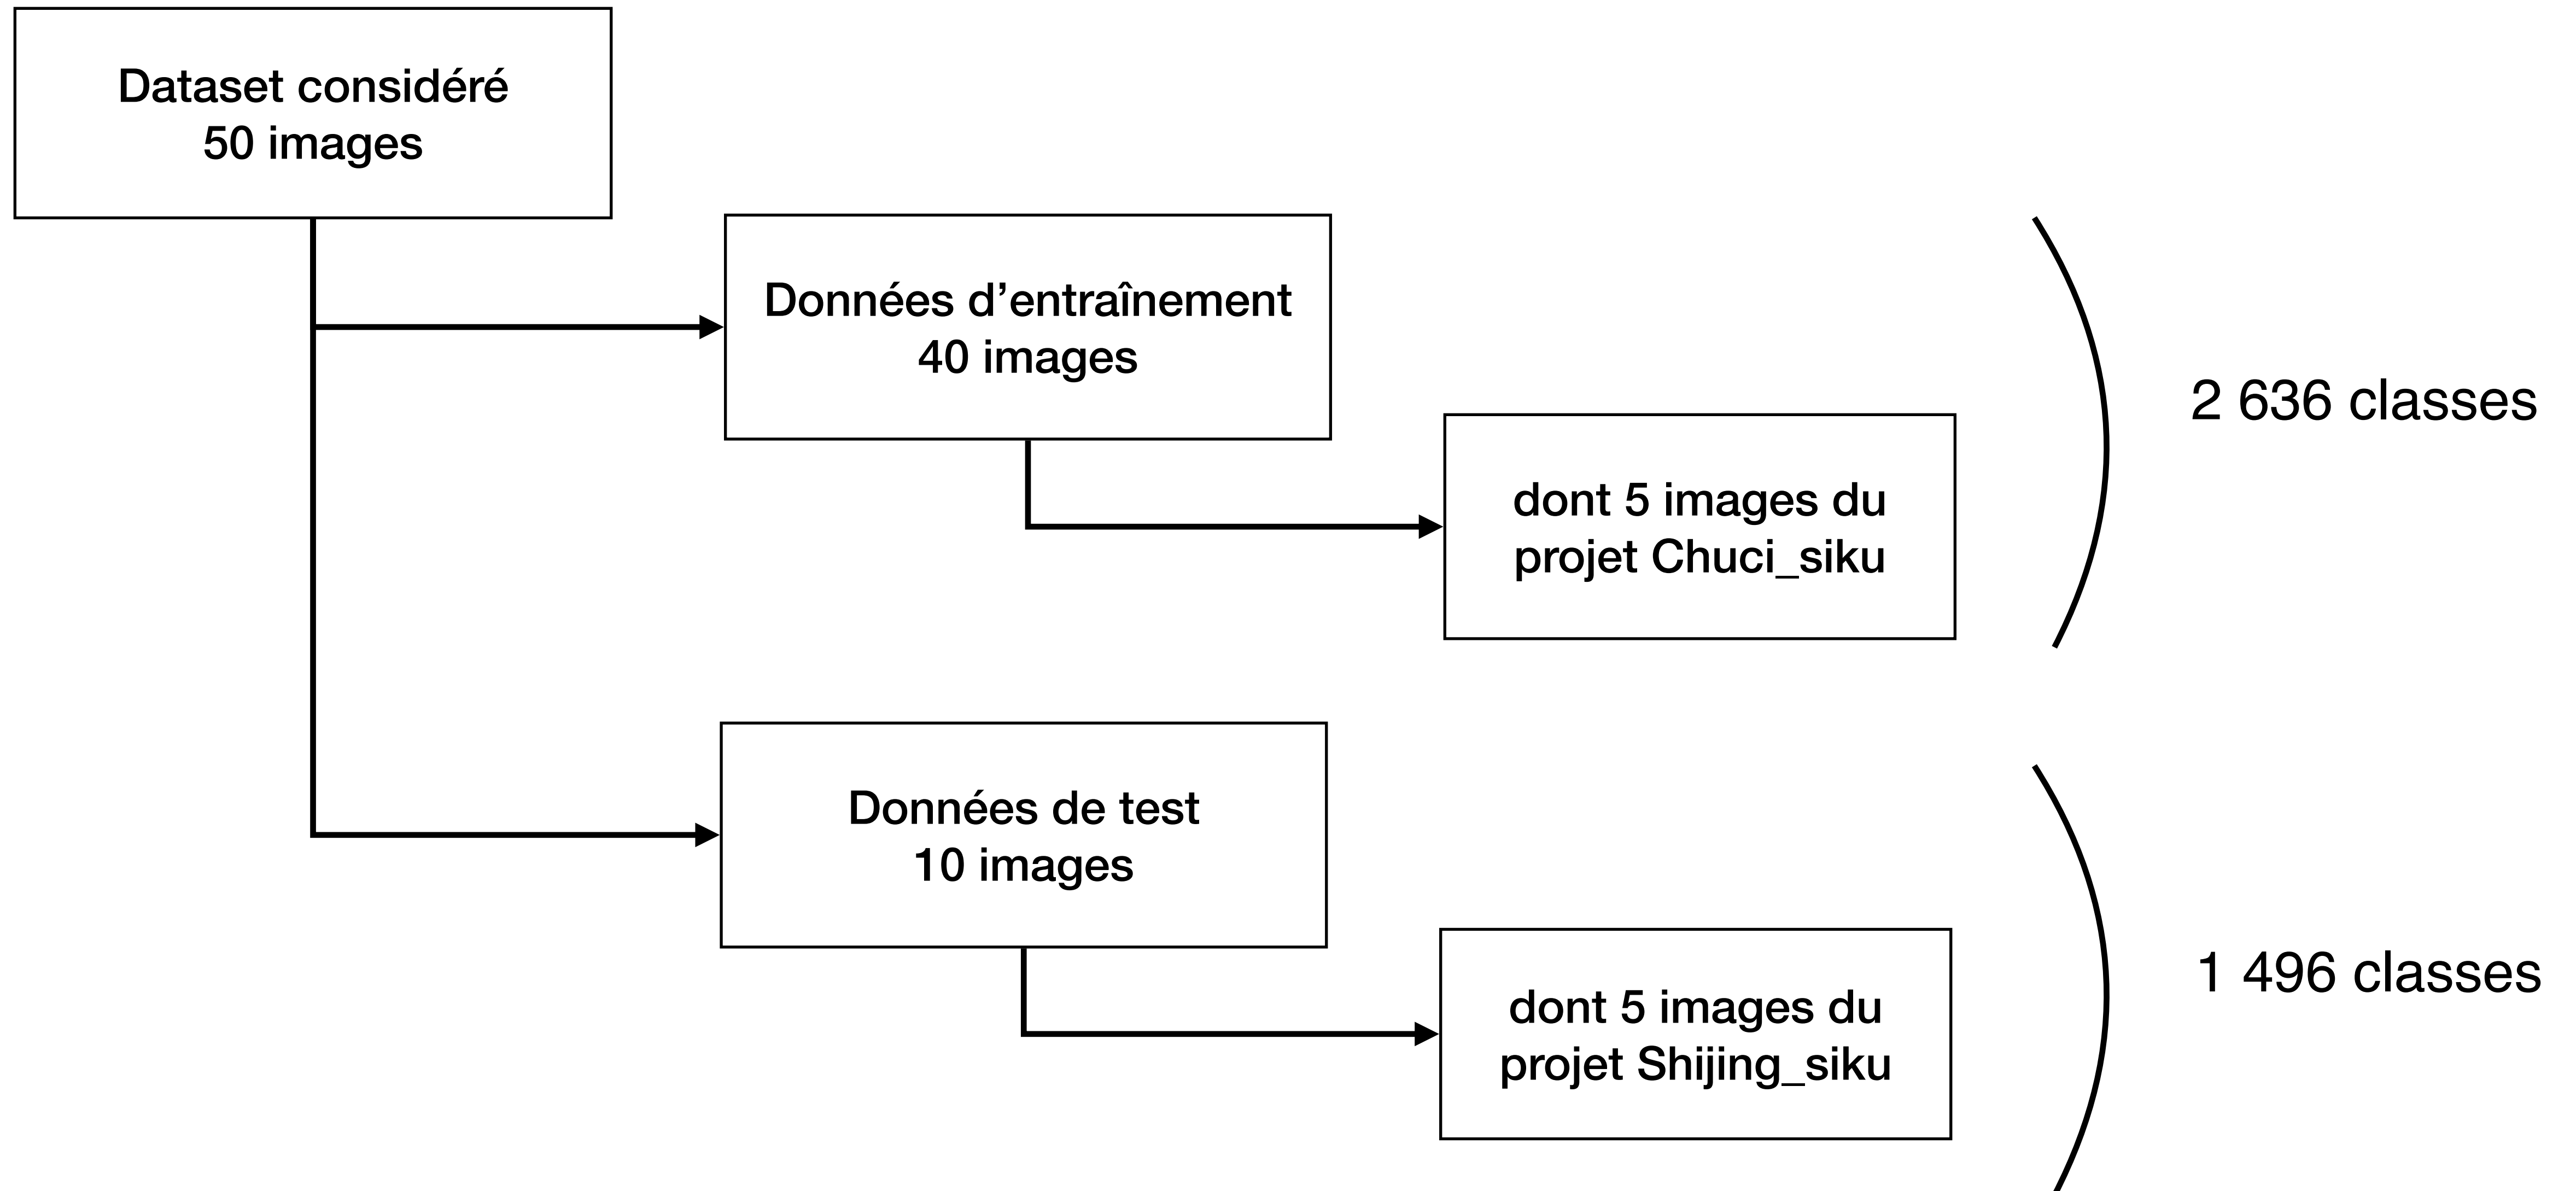 Dataset considéré
50 images
Données d’entraînement
40 images
dont 5 images du
projet Chuci_siku
2 636 classes
Données de test
10 images
dont 5 images du
projet Shijing_siku
1 496 classes